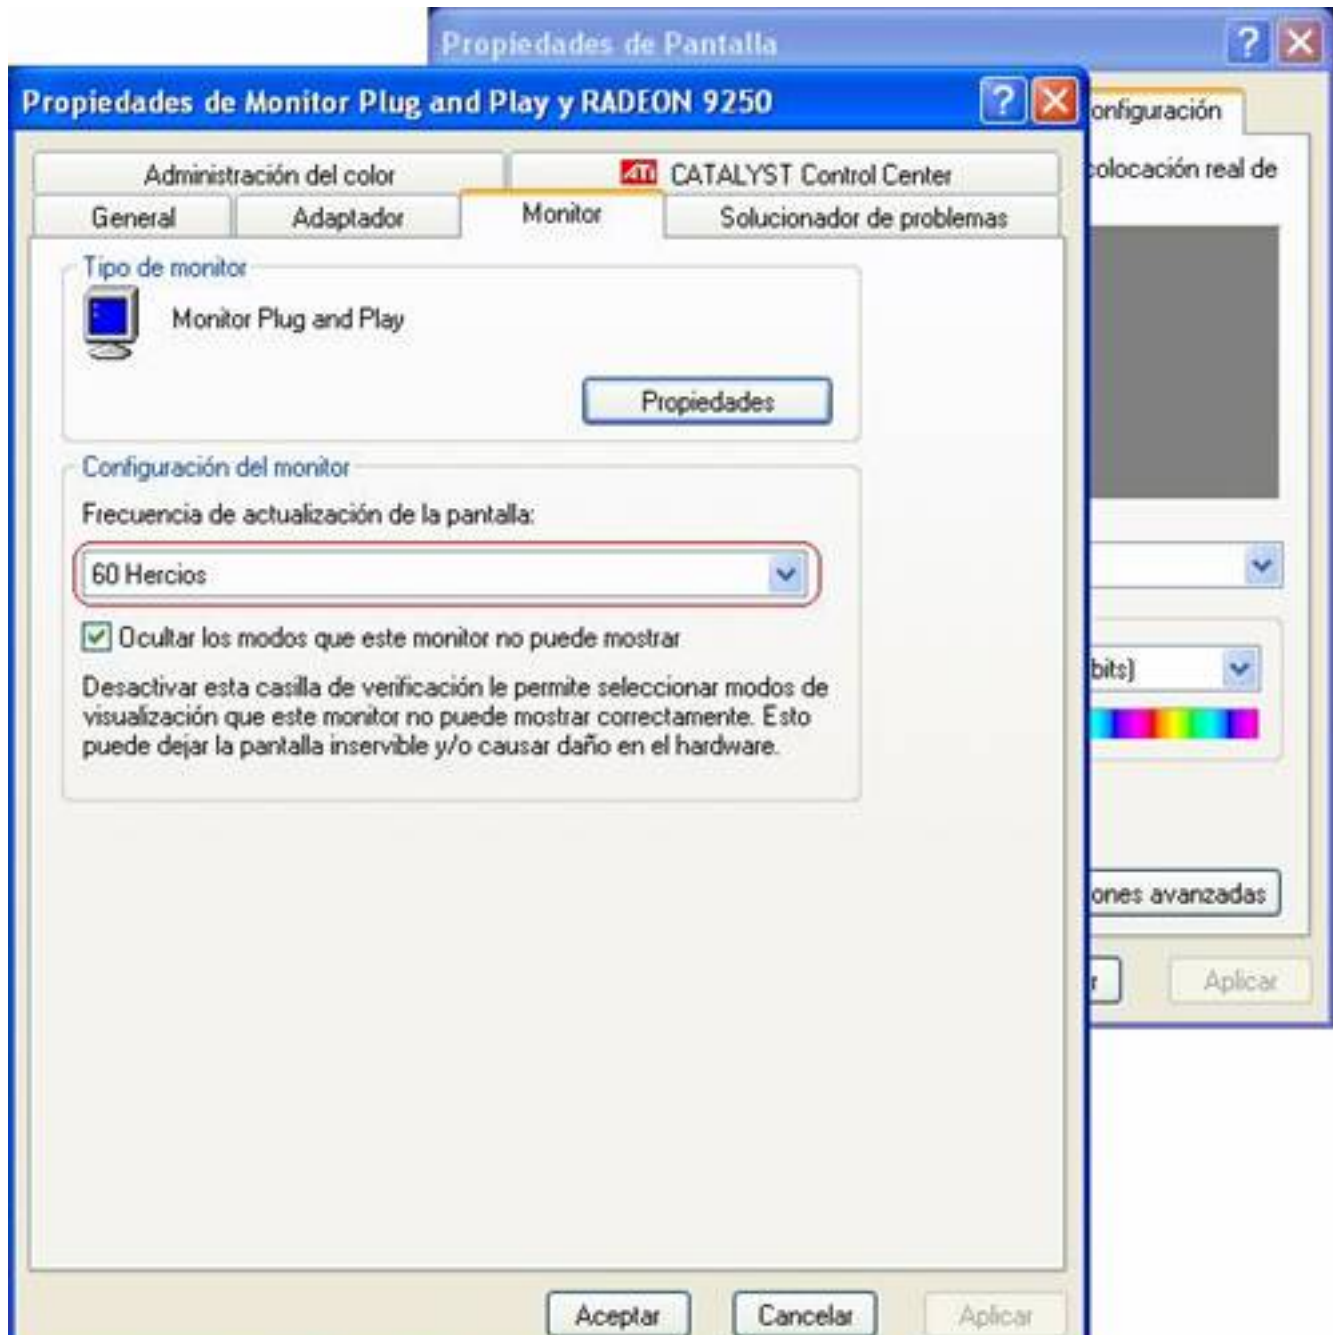 Propiedades de Pantalla
Propiedades de Monitor Plug and Play y RADEON 9250
onfiguración
Administración del color
ATI CATALYST Control Center
colocación real de
General
Adaptador
Monitor
Solucionador de problemas
Tipo de monitor
Monitor Plug and Play
Propiedades
Configuración del monitor
Frecuencia de actualización de la pantalla:
60 Hercios
Ocultar los modos que este monitor no puede mostrar
bits)
Desactivar esta casilla de verificación le permite seleccionar modos de
visualización que este monitor no puede mostrar correctamente. Esto
puede dejar la pantalla inservible y/o causar daño en el hardware.
ones avanzadas
r
Aplicar
Aceptar
Cancelar
Aplicar